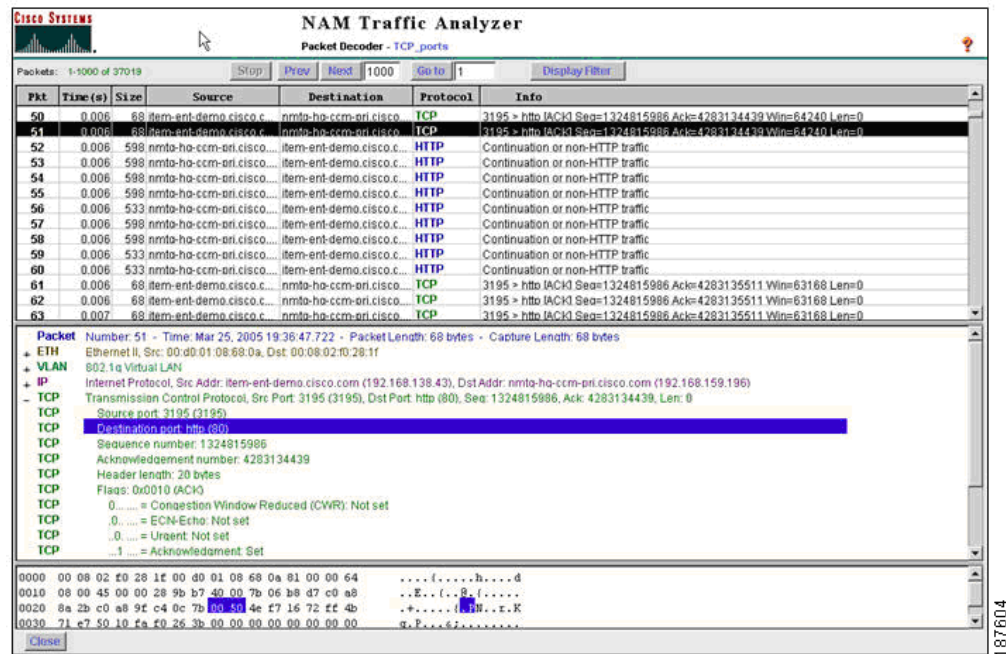 CISCO SYSTEMS
NAM Traffic Analyzer
Packet Decoder - TCP_ports
Packets: 1-1000 of 37019 Stop Prev Next 1000 Go to 1 Display Filter
Pkt Time(s) Size Source Destination Protocol Info
50 0.006 68 item-ent-demo.cisco.c... nmtg-hq-ccm-pri.cisco.... TCP 3195 > http [ACK] Seq=1324815986 Ack=4283134439 Win=64240 Len=0
51 0.006 68 item-ent-demo.cisco.c... nmtg-hq-ccm-pri.cisco.... TCP 3195 > http [ACK] Seq=1324815986 Ack=4283134439 Win=64240 Len=0
52 0.006 598 nmtg-hq-ccm-pri.cisco.... item-ent-demo.cisco.c... HTTP Continuation or non-HTTP traffic
53 0.006 598 nmtg-hq-ccm-pri.cisco.... item-ent-demo.cisco.c... HTTP Continuation or non-HTTP traffic
54 0.006 598 nmtg-hq-ccm-pri.cisco.... item-ent-demo.cisco.c... HTTP Continuation or non-HTTP traffic
55 0.006 598 nmtg-hq-ccm-pri.cisco.... item-ent-demo.cisco.c... HTTP Continuation or non-HTTP traffic
56 0.006 533 nmtg-hq-ccm-pri.cisco.... item-ent-demo.cisco.c... HTTP Continuation or non-HTTP traffic
57 0.006 598 nmtg-hq-ccm-pri.cisco.... item-ent-demo.cisco.c... HTTP Continuation or non-HTTP traffic
58 0.006 598 nmtg-hq-ccm-pri.cisco.... item-ent-demo.cisco.c... HTTP Continuation or non-HTTP traffic
59 0.006 533 nmtg-hq-ccm-pri.cisco.... item-ent-demo.cisco.c... HTTP Continuation or non-HTTP traffic
60 0.006 533 nmtg-hq-ccm-pri.cisco.... item-ent-demo.cisco.c... HTTP Continuation or non-HTTP traffic
61 0.006 68 item-ent-demo.cisco.c... nmtg-hq-ccm-pri.cisco.... TCP 3195 > http [ACK] Seq=1324815986 Ack=4283135511 Win=63168 Len=0
62 0.006 68 item-ent-demo.cisco.c... nmtg-hq-ccm-pri.cisco.... TCP 3195 > http [ACK] Seq=1324815986 Ack=4283135511 Win=63168 Len=0
63 0.007 68 item-ent-demo.cisco.c... nmtg-hq-ccm-pri.cisco.... TCP 3195 > http [ACK] Seq=1324815986 Ack=4283135511 Win=63168 Len=0
Packet Number: 51 - Time: Mar 25, 2005 19:36:47.722 - Packet Length: 68 bytes - Capture Length: 68 bytes
+ ETH Ethernet II, Src: 00:d0:01:08:68:0a, Dst: 00:08:02:f0:28:1f
+ VLAN 802.1q Virtual LAN
+ IP Internet Protocol, Src Addr: item-ent-demo.cisco.com (192.168.138.43), Dst Addr: nmtg-hq-ccm-pri.cisco.com (192.168.159.196)
- TCP Transmission Control Protocol, Src Port: 3195 (3195), Dst Port: http (80), Seq: 1324815986, Ack: 4283134439, Len: 0
TCP Source port: 3195 (3195)
TCP Destination port: http (80)
TCP Sequence number: 1324815986
TCP Acknowledgement number: 4283134439
TCP Header length: 20 bytes
TCP Flags: 0x0010 (ACK)
TCP 0... .... = Congestion Window Reduced (CWR): Not set
TCP .0.. .... = ECN-Echo: Not set
TCP ..0. .... = Urgent: Not set
TCP ...1 .... = Acknowledgment: Set
0000 00 08 02 f0 28 1f 00 d0 01 08 68 0a 81 00 00 64 ....(.....h....d
0010 08 00 45 00 00 28 9b b7 40 00 7b 06 b8 d7 c0 a8 ..E..(..@.{.....
0020 8a 2b c0 a8 9f c4 0c 7b 00 50 4e f7 16 72 ff 4b .+.....{.PN..r.K
0030 71 e7 50 10 fa f0 26 3b 00 00 00 00 00 00 00 00 q.P...&;........
Close
187604